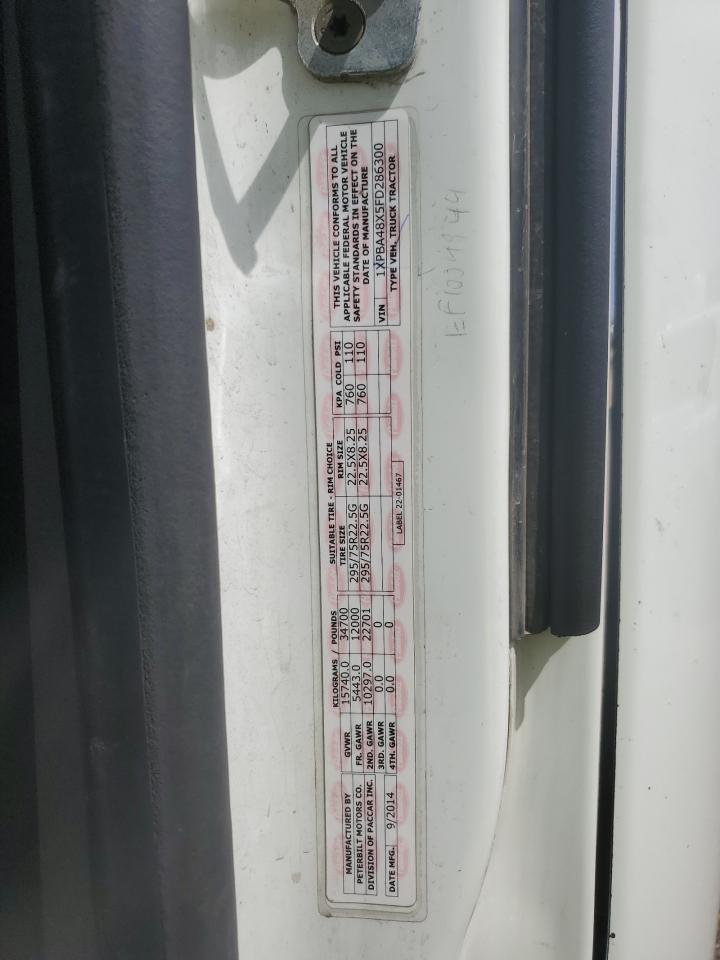 MANUFACTURED BY
PETERBILT MOTORS CO.
DIVISION OF PACCAR INC.
DATE MFG. 9/2014
KILOGRAMS / POUNDS
GVWR 15740.0 34700
FR. GAWR 5443.0 12000
2ND. GAWR 10297.0 22701
3RD. GAWR 0.0 0
4TH. GAWR 0.0 0
SUITABLE TIRE - RIM CHOICE
TIRE SIZE RIM SIZE KPA COLD PSI
295/75R22.5G 22.5X8.25 760 110
295/75R22.5G 22.5X8.25 760 110
LABEL 22-01467
THIS VEHICLE CONFORMS TO ALL
APPLICABLE FEDERAL MOTOR VEHICLE
SAFETY STANDARDS IN EFFECT ON THE
DATE OF MANUFACTURE
VIN 1XPBA48X5FD286300
TYPE VEH. TRUCK TRACTOR